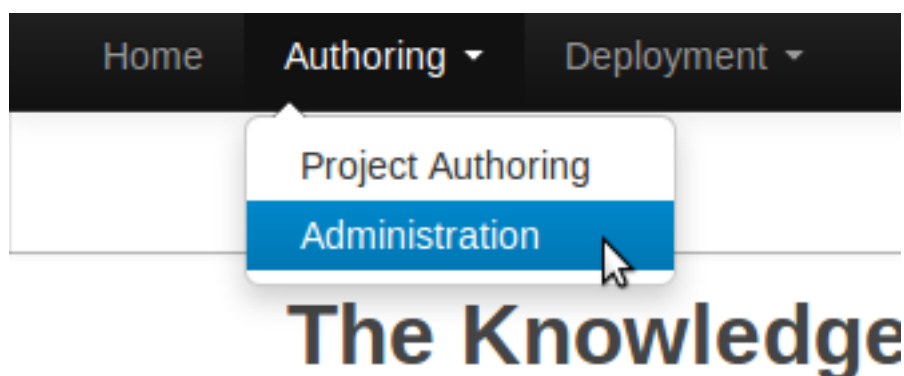 Home Authoring Deployment
Project Authoring
Administration
The Knowledge